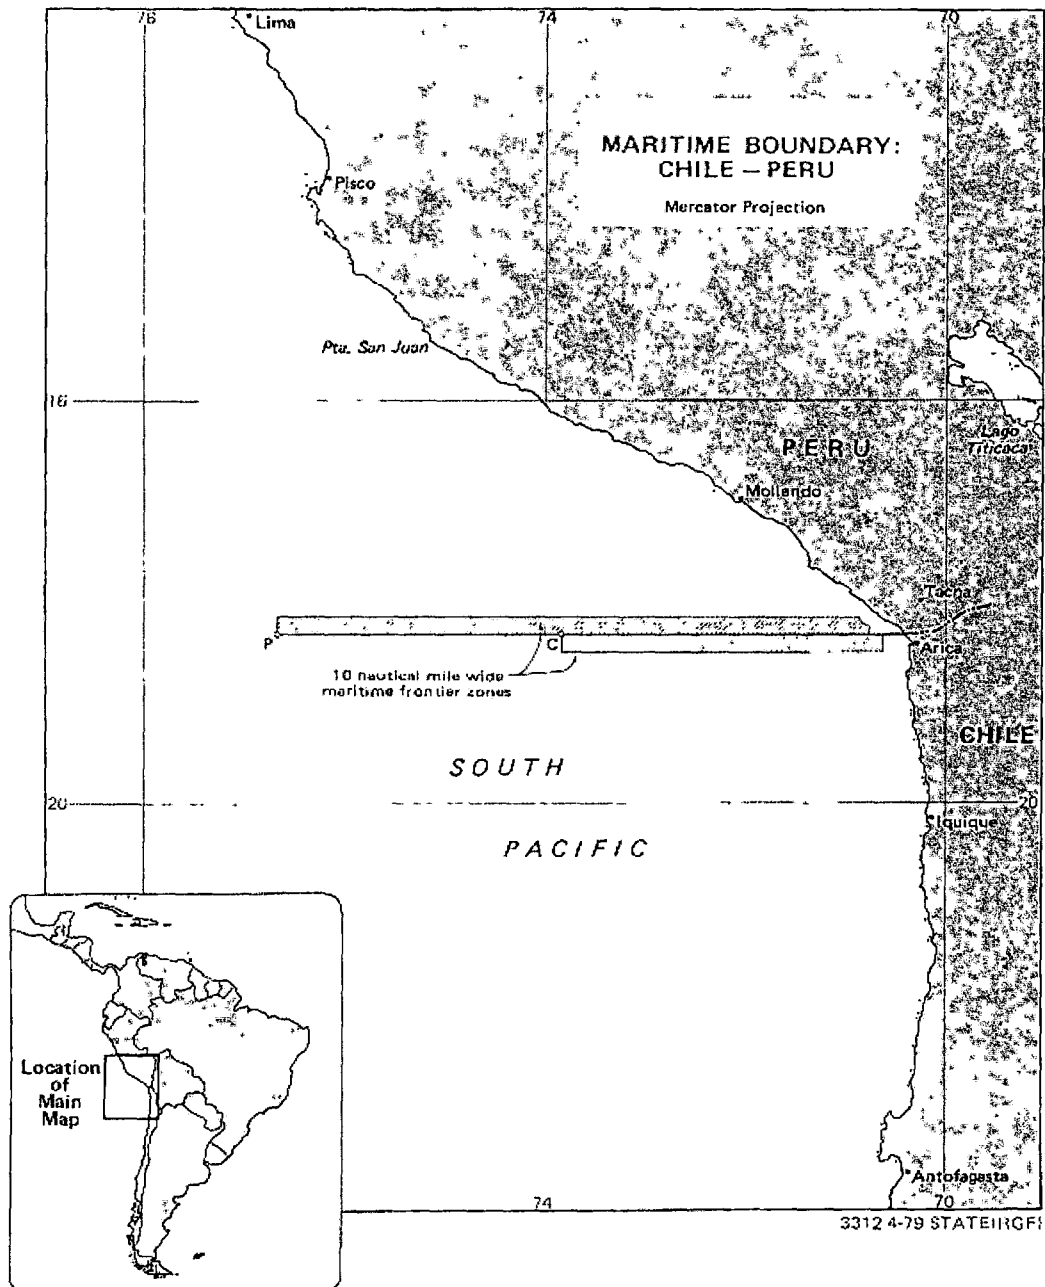 76
74
70
Lima
MARITIME BOUNDARY:
CHILE – PERU
Mercator Projection
Pisco
Pta. San Juan
16
PERU
Lago
Titicaca
Mollendo
Tacna
P
C
Arica
10 nautical mile wide
maritime frontier zones
CHILE
SOUTH
20
20
Iquique
PACIFIC
Location
of
Main
Map
Antofagasta
74
70
3312 4-79 STATE